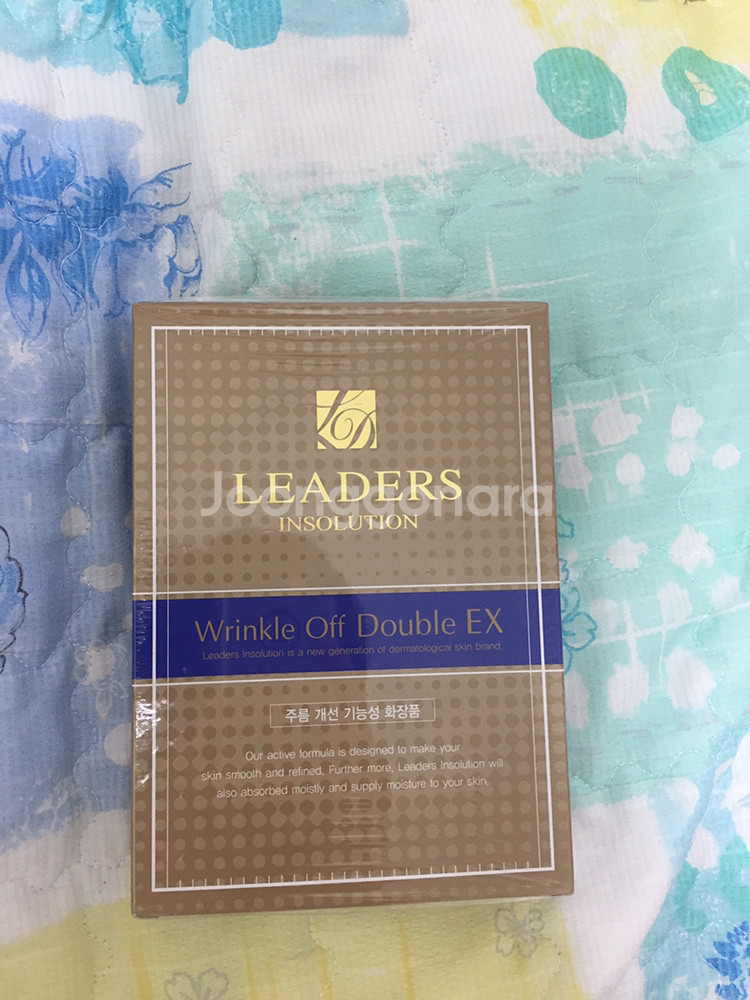 LEADERS
Joongonara
INSOLUTION
Wrinkle Off Double EX
Leaders Insolution is a new generation of dermatological skin brand.
주름 개선 기능성 화장품
Our active formula is designed to make your
skin smooth and refined. Further more, Leaders Insolution will
also absorbed moistly and supply moisture to your skin.